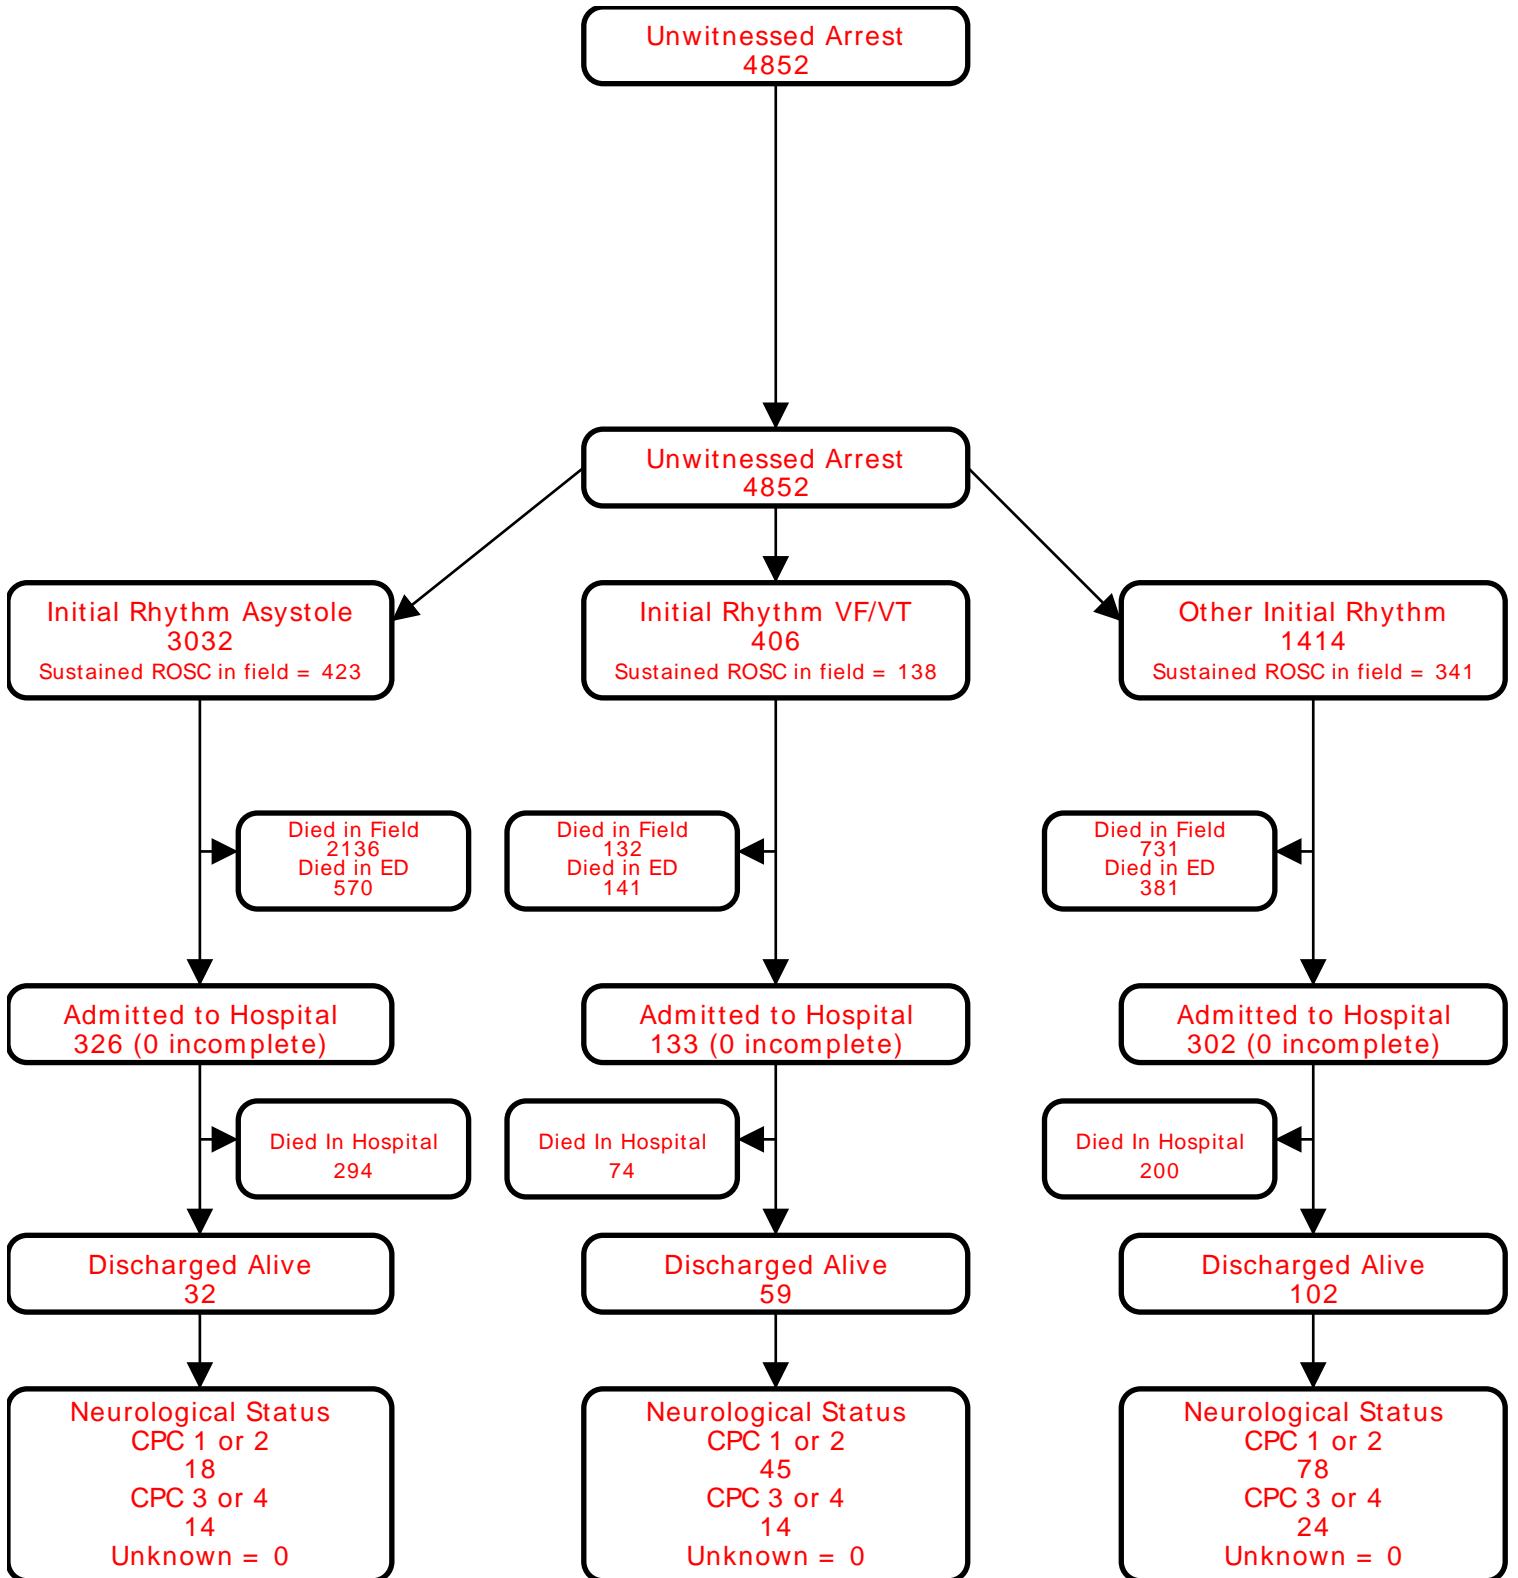 Unwitnessed Arrest
4852
Unwitnessed Arrest
4852
Initial Rhythm Asystole
3032
Sustained ROSC in field = 423
Initial Rhythm VF/VT
406
Sustained ROSC in field = 138
Other Initial Rhythm
1414
Sustained ROSC in field = 341
Died in Field
2136
Died in ED
570
Died in Field
132
Died in ED
141
Died in Field
731
Died in ED
381
Admitted to Hospital
326 (0 incomplete)
Admitted to Hospital
133 (0 incomplete)
Admitted to Hospital
302 (0 incomplete)
Died In Hospital
294
Died In Hospital
74
Died In Hospital
200
Discharged Alive
32
Discharged Alive
59
Discharged Alive
102
Neurological Status
CPC 1 or 2
18
CPC 3 or 4
14
Unknown = 0
Neurological Status
CPC 1 or 2
45
CPC 3 or 4
14
Unknown = 0
Neurological Status
CPC 1 or 2
78
CPC 3 or 4
24
Unknown = 0